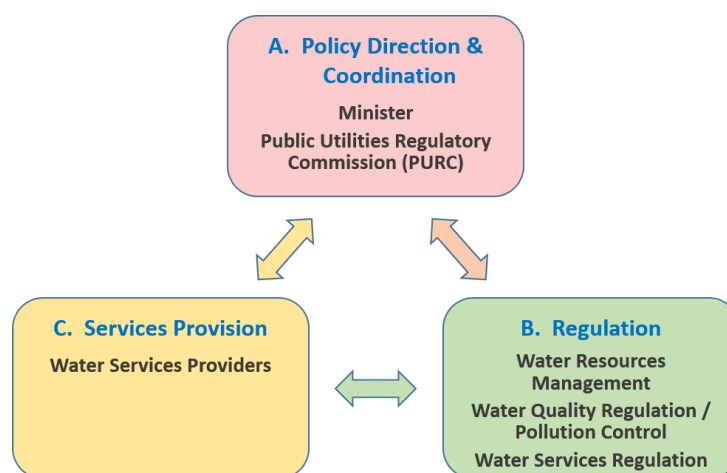 A. Policy Direction &
Coordination
Minister
Public Utilities Regulatory
Commission (PURC)
C. Services Provision
Water Services Providers
B. Regulation
Water Resources
Management
Water Quality Regulation /
Pollution Control
Water Services Regulation